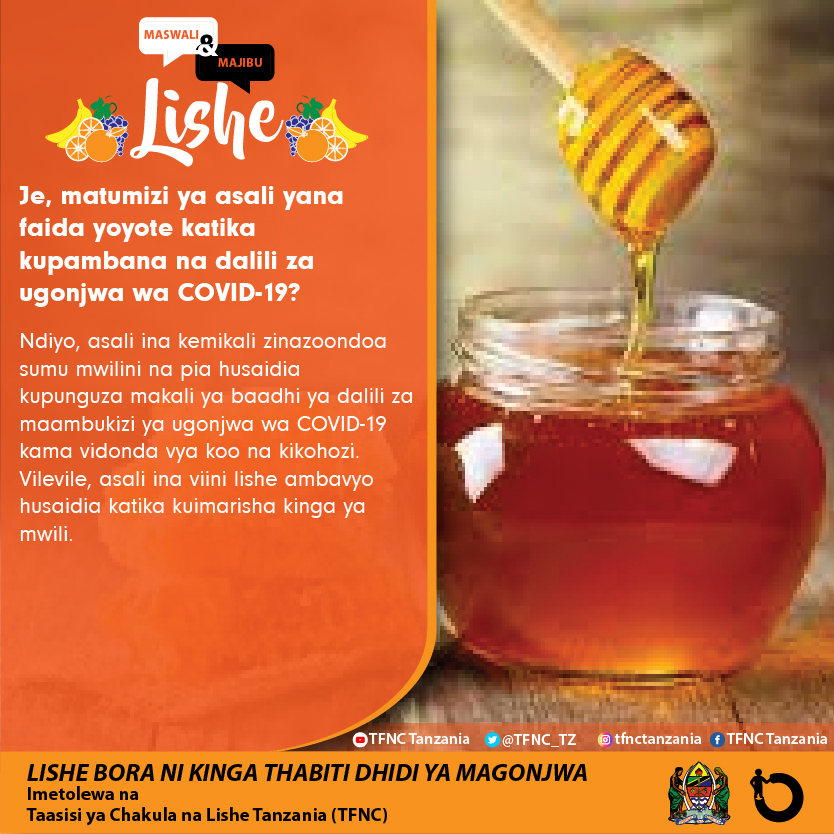 MASWALI
&
MAJIBU
Lishe
Je, matumizi ya asali yana
faida yoyote katika
kupambana na dalili za
ugonjwa wa COVID-19?
Ndiyo, asali ina kemikali zinazoondoa
sumu mwilini na pia husaidia
kupunguza makali ya baadhi ya dalili za
maambukizi ya ugonjwa wa COVID-19
kama vidonda vya koo na kikohozi.
Vilevile, asali ina viini lishe ambavyo
husaidia katika kuimarisha kinga ya
mwili.
TFNC Tanzania @TFNC_TZ tfnctanzania TFNC Tanzania
LISHE BORA NI KINGA THABITI DHIDI YA MAGONJWA
Imetolewa na
Taasisi ya Chakula na Lishe Tanzania (TFNC)